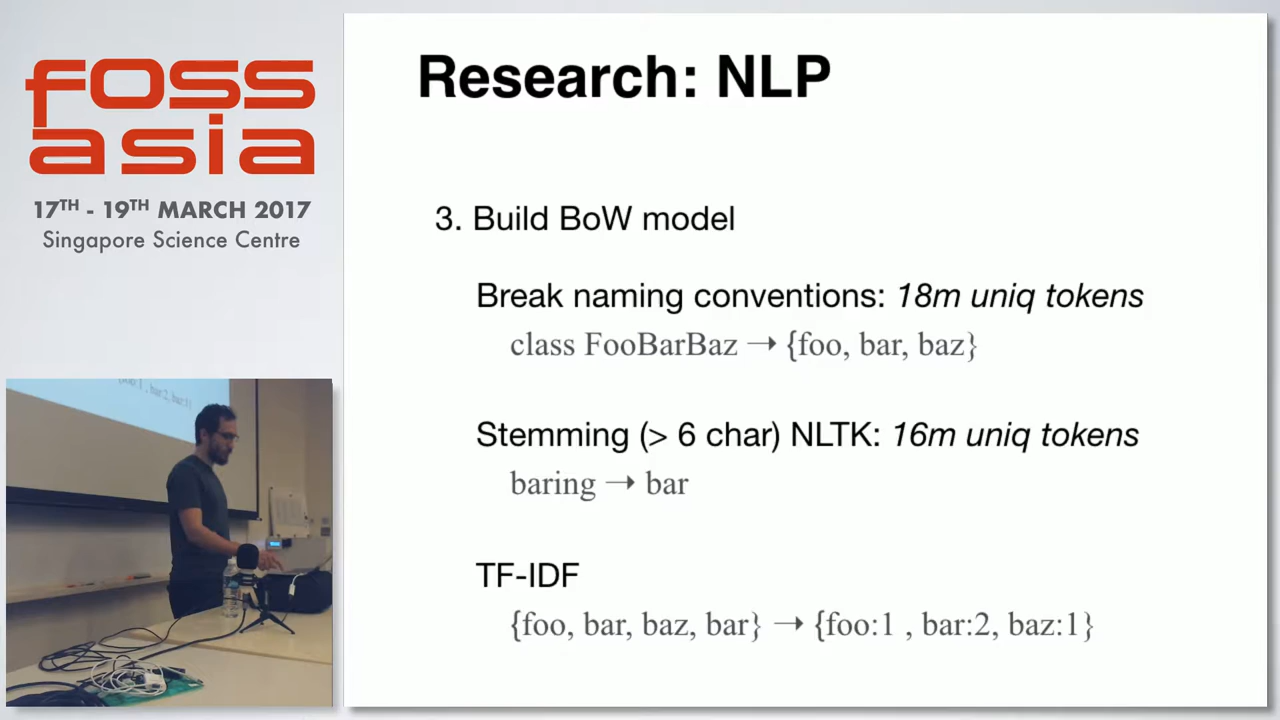 foss
asia
17TH - 19TH MARCH 2017
Singapore Science Centre
Research: NLP
3. Build BoW model
Break naming conventions: 18m uniq tokens
class FooBarBaz → {foo, bar, baz}
Stemming (> 6 char) NLTK: 16m uniq tokens
baring → bar
TF-IDF
{foo, bar, baz, bar} → {foo:1 , bar:2, baz:1}